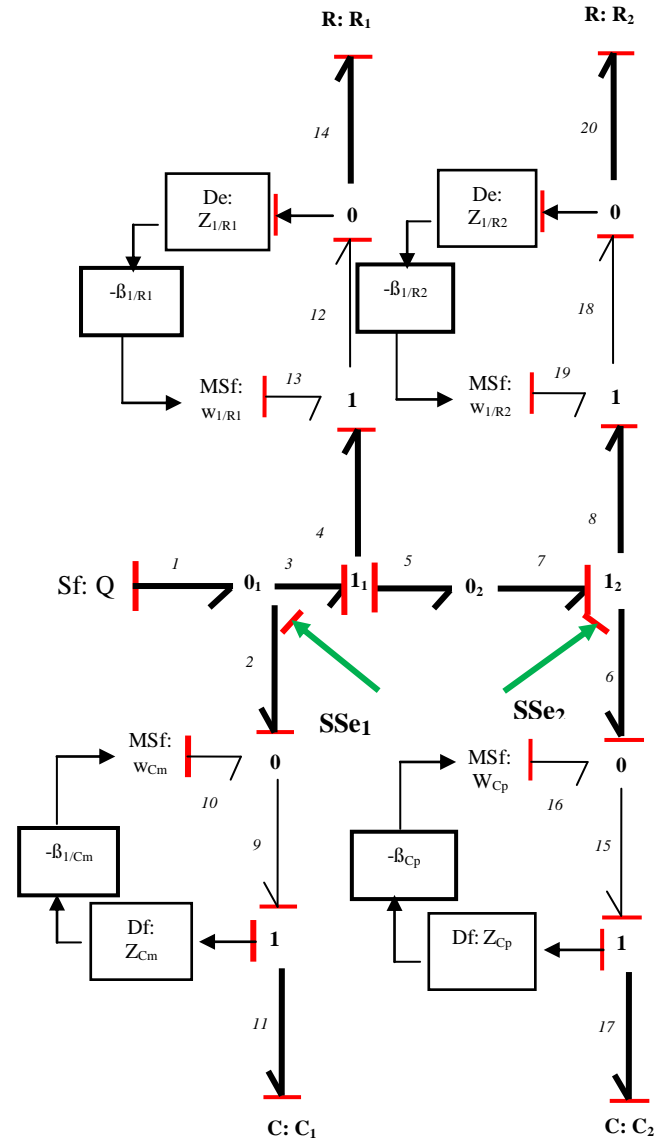 R: R₁
R: R₂
14
20
De:
Z₁/R1
0
De:
Z₁/R2
0
-ß₁/R1
12
-ß₁/R2
18
MSf:
w₁/R1
13
1
MSf:
w₁/R2
19
1
4
8
Sf: Q
1
0₁
3
1₁
5
0₂
7
1₂
2
SSe₁
SSe₂
6
MSf:
wCm
10
0
MSf:
WCp
16
0
-ß₁/Cm
9
-ßCp
15
Df:
ZCm
1
Df: ZCp
1
11
17
C: C₁
C: C₂